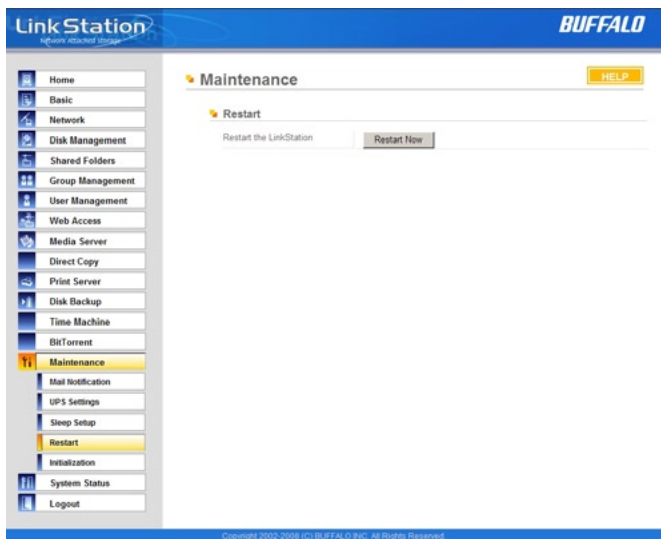 LinkStation
Network Attached Storage
BUFFALO
Home
Basic
Network
Disk Management
Shared Folders
Group Management
User Management
Web Access
Media Server
Direct Copy
Print Server
Disk Backup
Time Machine
BitTorrent
Maintenance
Mail Notification
UPS Settings
Sleep Setup
Restart
Initialization
System Status
Logout
Maintenance
HELP
Restart
Restart the LinkStation
Restart Now
Copyright 2002-2008 (C) BUFFALO INC. All Rights Reserved.